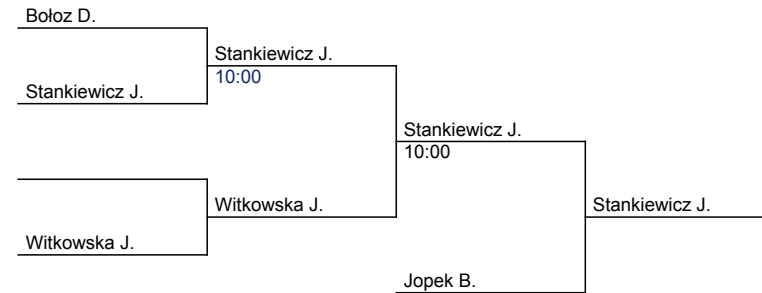 Bołoz D.
Stankiewicz J.
10:00
Stankiewicz J.
Stankiewicz J.
10:00
Witkowska J.
Stankiewicz J.
Witkowska J.
Jopek B.